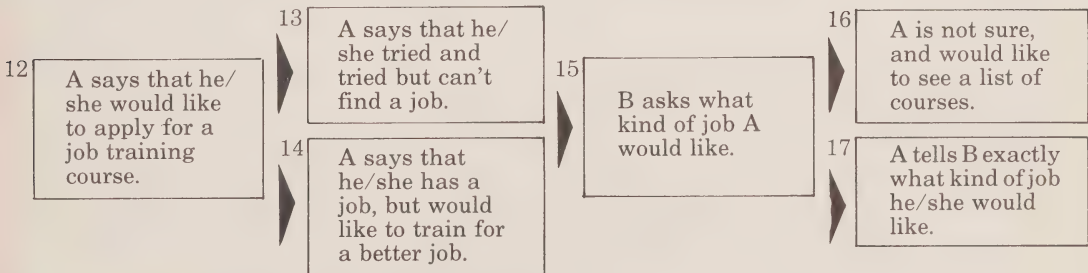 12
A says that he/
she would like
to apply for a
job training
course.
13
A says that he/
she tried and
tried but can't
find a job.
14
A says that
he/she has a
job, but would
like to train for
a better job.
15
B asks what
kind of job A
would like.
16
A is not sure,
and would like
to see a list of
courses.
17
A tells B exactly
what kind of job
he/she would
like.